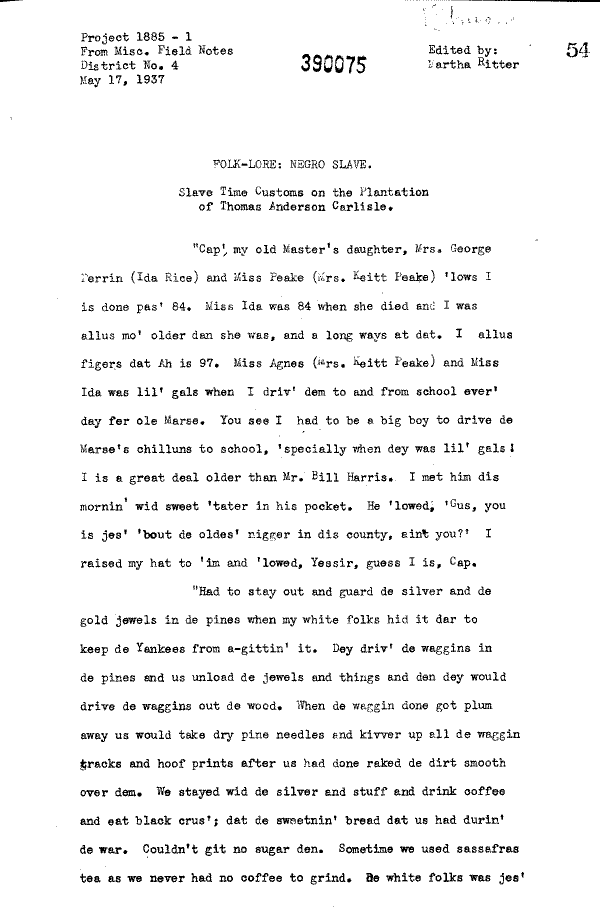 Project 1885 - 1
From Misc. Field Notes
District No. 4
May 17, 1937
390075
Edited by:
Martha Ritter
54
FOLK-LORE: NEGRO SLAVE.
Slave Time Customs on the Plantation
of Thomas Anderson Carlisle.
"Cap', my old Master's daughter, Mrs. George
Perrin (Ida Rice) and Miss Peake (Mrs. Keitt Peake) 'lows I
is done pas' 84. Miss Ida was 84 when she died and I was
allus mo' older dan she was, and a long ways at dat. I allus
figers dat Ah is 97. Miss Agnes (Mrs. Keitt Peake) and Miss
Ida was lil' gals when I driv' dem to and from school ever'
day fer ole Marse. You see I had to be a big boy to drive de
Marse's chilluns to school, 'specially when dey was lil' gals!
I is a great deal older than Mr. Bill Harris. I met him dis
mornin' wid sweet 'tater in his pocket. He 'lowed, 'Gus, you
is jes' 'bout de oldes' nigger in dis county, ain't you?' I
raised my hat to 'im and 'lowed, Yessir, guess I is, Cap.
"Had to stay out and guard de silver and de
gold jewels in de pines when my white folks hid it dar to
keep de Yankees from a-gittin' it. Dey driv' de waggins in
de pines and us unload de jewels and things and den dey would
drive de waggins out de wood. When de waggin done got plum
away us would take dry pine needles and kivver up all de waggin
tracks and hoof prints after us had done raked de dirt smooth
over dem. We stayed wid de silver and stuff and drink coffee
and eat black crus'; dat de sweetnin' bread dat us had durin'
de war. Couldn't git no sugar den. Sometime we used sassafras
tea as we never had no coffee to grind. De white folks was jes'